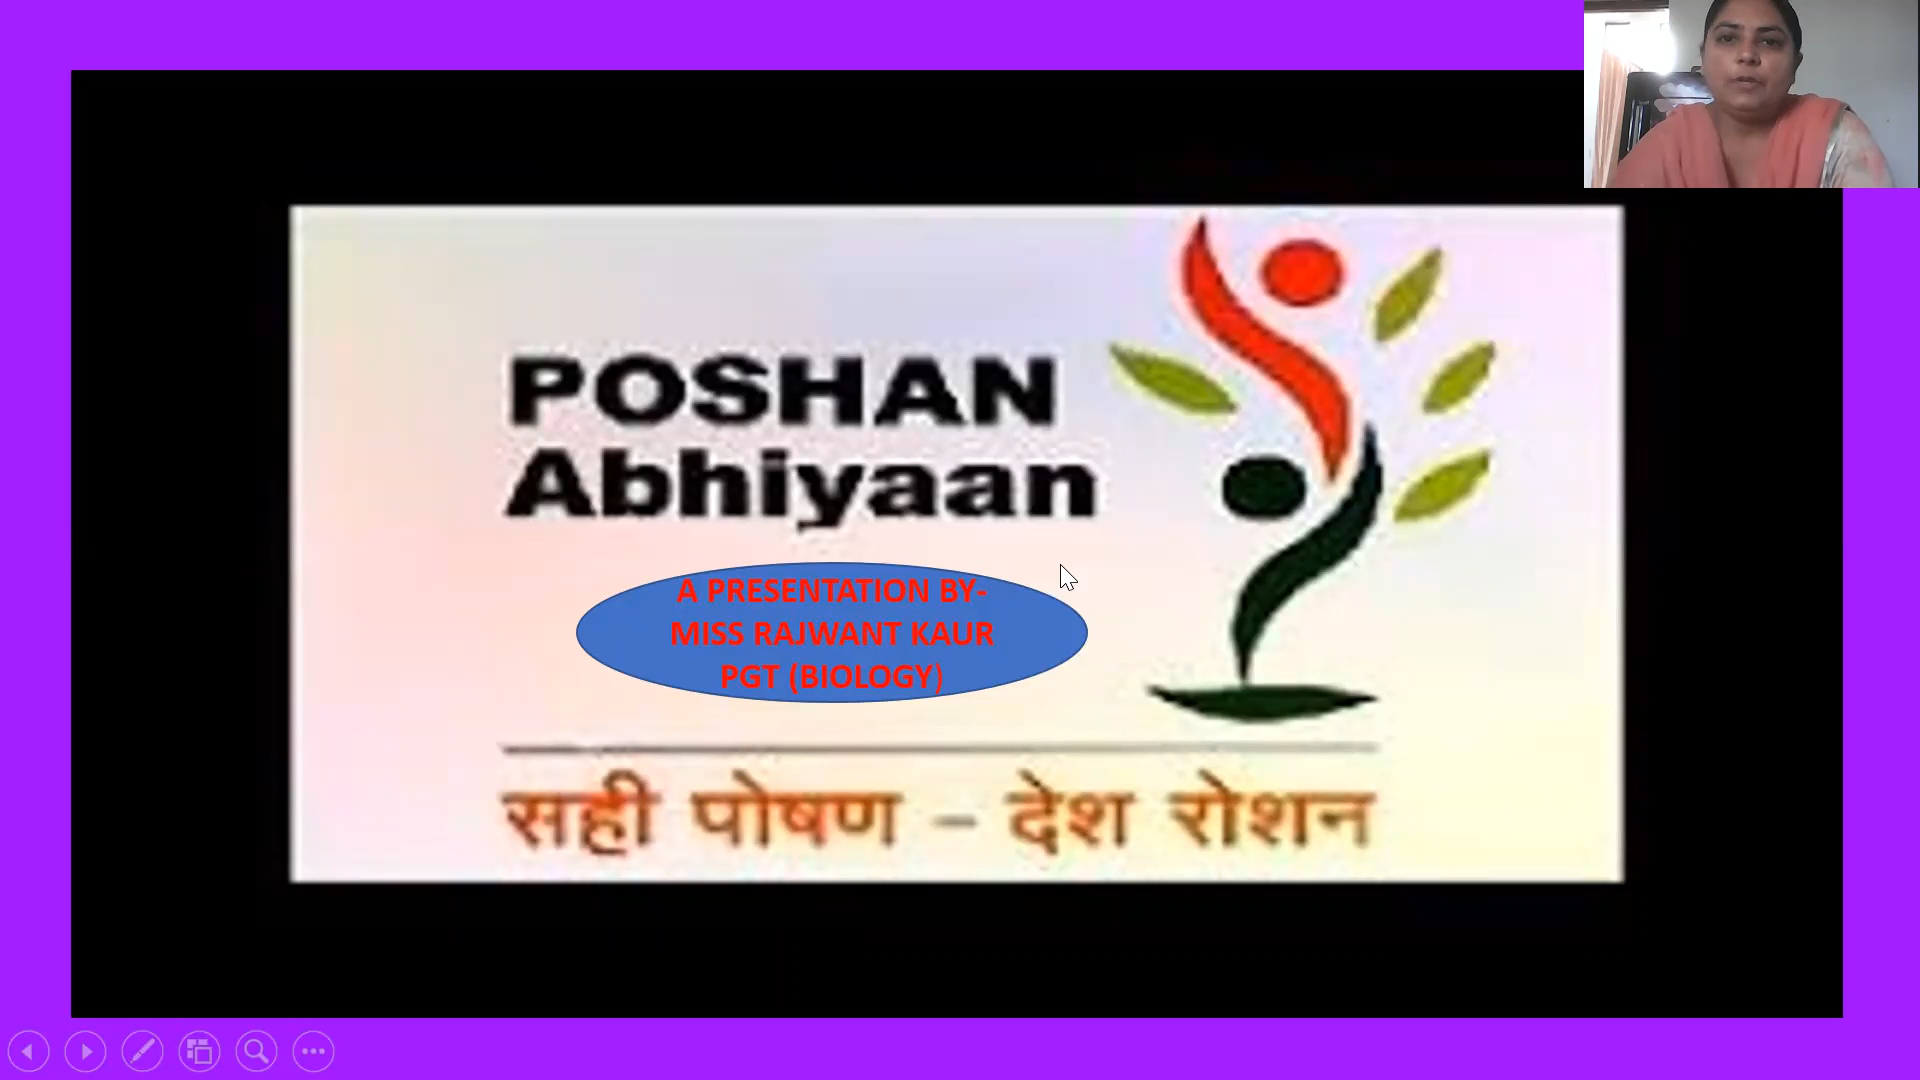 POSHAN
Abhiyaan
A PRESENTATION BY-
MISS RAJWANT KAUR
PGT (BIOLOGY)
सही पोषण – देश रोशन